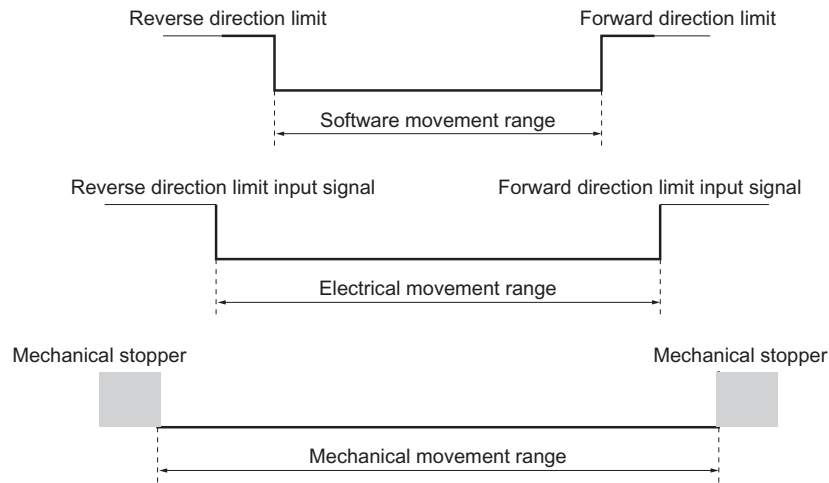 Reverse direction limit
Forward direction limit
Software movement range
Reverse direction limit input signal
Forward direction limit input signal
Electrical movement range
Mechanical stopper
Mechanical stopper
Mechanical movement range